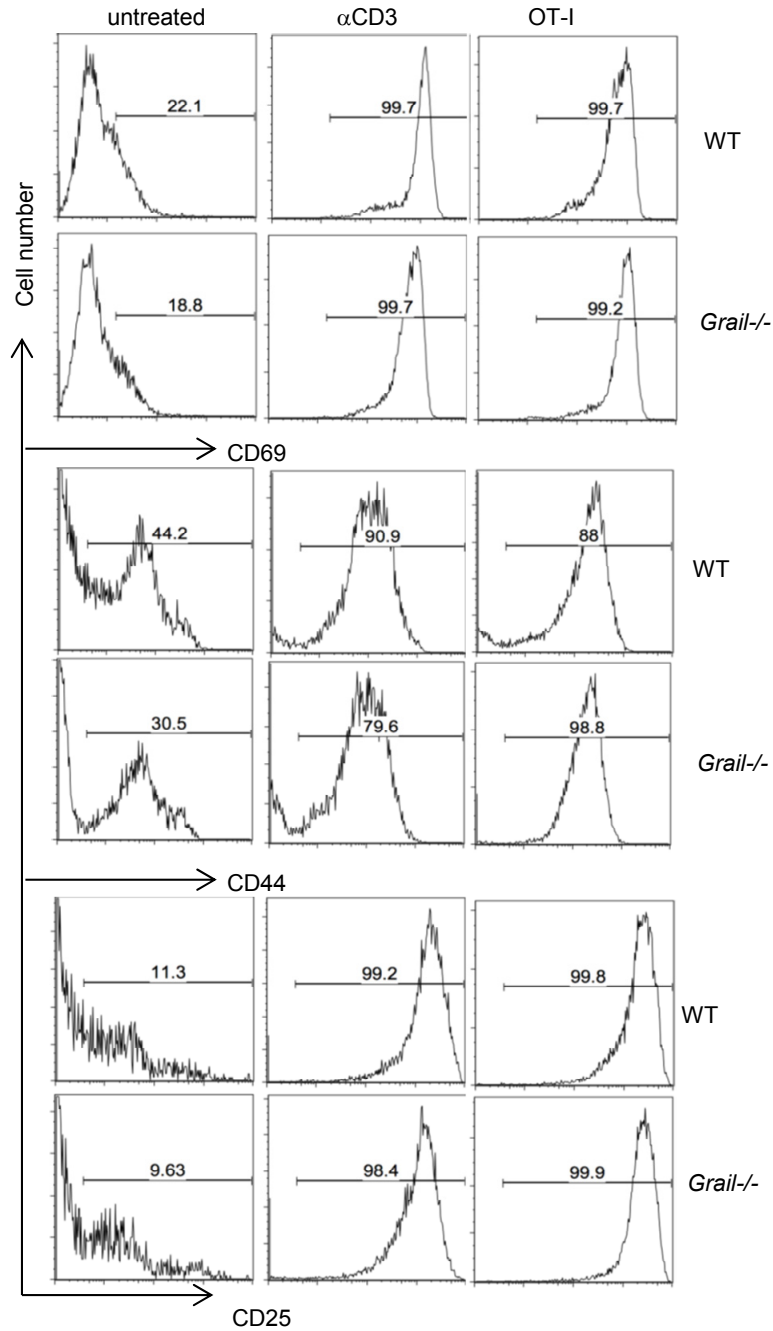 untreated αCD3 OT-I
22.1 99.7 99.7 WT
Cell number
18.8 99.7 99.2 Grail-/-
CD69
44.2 90.9 88 WT
30.5 79.6 98.8 Grail-/-
CD44
11.3 99.2 99.8 WT
9.63 98.4 99.9 Grail-/-
CD25